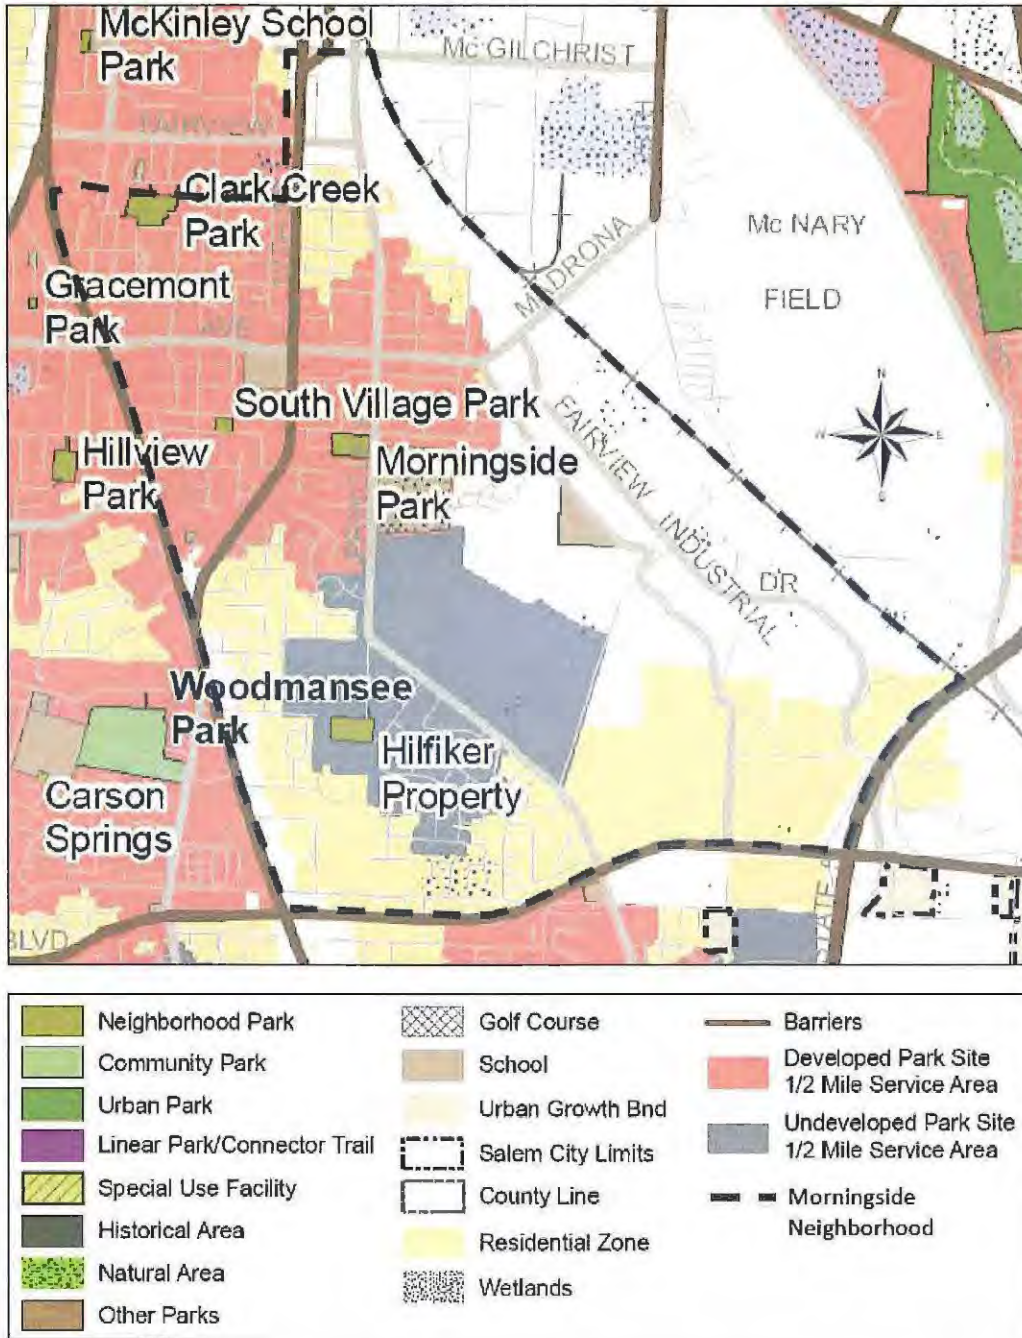 McKinley School
Park
Mc GILCHRIST
FAIRVIEW
Clark Creek
Park
Mc NARY
FIELD
MADRONA
Gracemont
Park
AVE
N
W
E
S
South Village Park
FAIRVIEW INDUSTRIAL DR
Hillview
Park
Morningside
Park
Woodmansee
Park
Hilfiker
Property
Carson
Springs
BLVD
Neighborhood Park
Community Park
Urban Park
Linear Park/Connector Trail
Special Use Facility
Historical Area
Natural Area
Other Parks
Golf Course
School
Urban Growth Bnd
Salem City Limits
County Line
Residential Zone
Wetlands
Barriers
Developed Park Site
1/2 Mile Service Area
Undeveloped Park Site
1/2 Mile Service Area
Morningside
Neighborhood